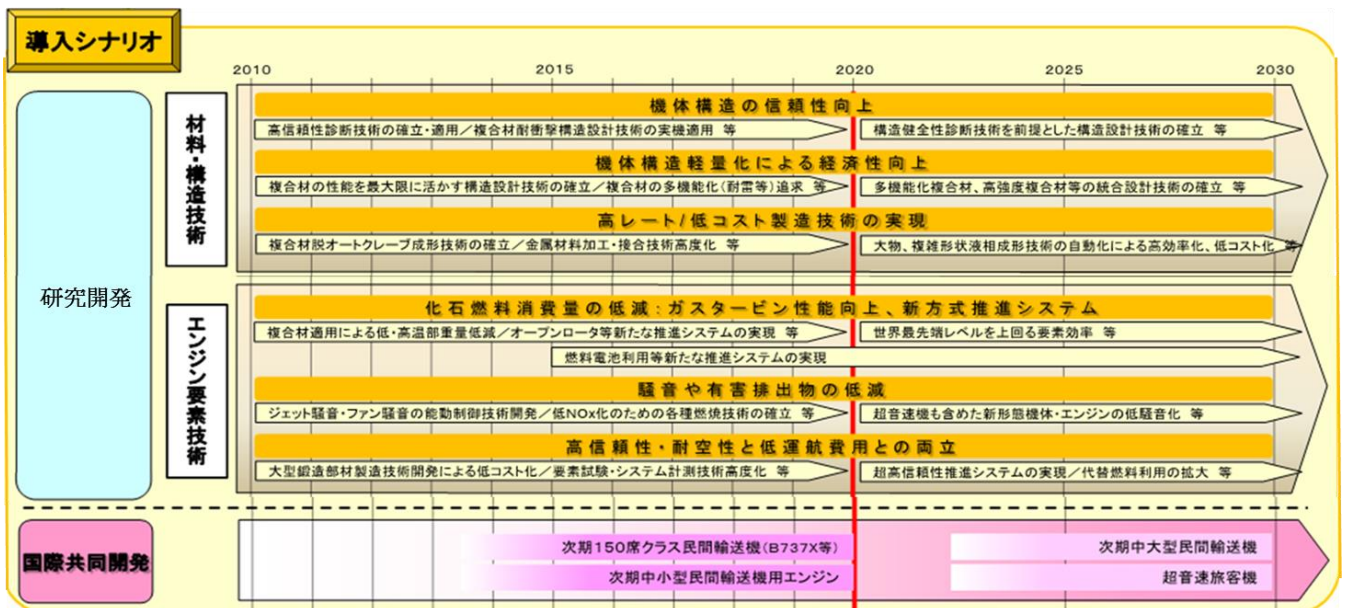 導入シナリオ
2010 2015 2020 2025 2030
研究開発
材料・構造技術
機体構造の信頼性向上
高信頼性診断技術の確立・適用／複合材耐衝撃構造設計技術の実機適用 等
構造健全性診断技術を前提とした構造設計技術の確立 等
機体構造軽量化による経済性向上
複合材の性能を最大限に活かす構造設計技術の確立／複合材の多機能化(耐雷等)追求 等
多機能化複合材、高強度複合材等の統合設計技術の確立 等
高レート/低コスト製造技術の実現
複合材脱オートクレーブ成形技術の確立／金属材料加工・接合技術高度化 等
大物、複雑形状液相成形技術の自動化による高効率化、低コスト化 等
エンジン要素技術
化石燃料消費量の低減:ガスタービン性能向上、新方式推進システム
複合材適用による低・高温部重量低減／オープンロータ等新たな推進システムの実現 等
世界最先端レベルを上回る要素効率 等
燃料電池利用等新たな推進システムの実現
騒音や有害排出物の低減
ジェット騒音・ファン騒音の能動制御技術開発／低NOx化のための各種燃焼技術の確立 等
超音速機も含めた新形態機体・エンジンの低騒音化 等
高信頼性・耐空性と低運航費用との両立
大型鍛造部材製造技術開発による低コスト化／要素試験・システム計測技術高度化 等
超高信頼性推進システムの実現／代替燃料利用の拡大 等
国際共同開発
次期150席クラス民間輸送機(B737X等)
次期中大型民間輸送機
次期中小型民間輸送機用エンジン
超音速旅客機